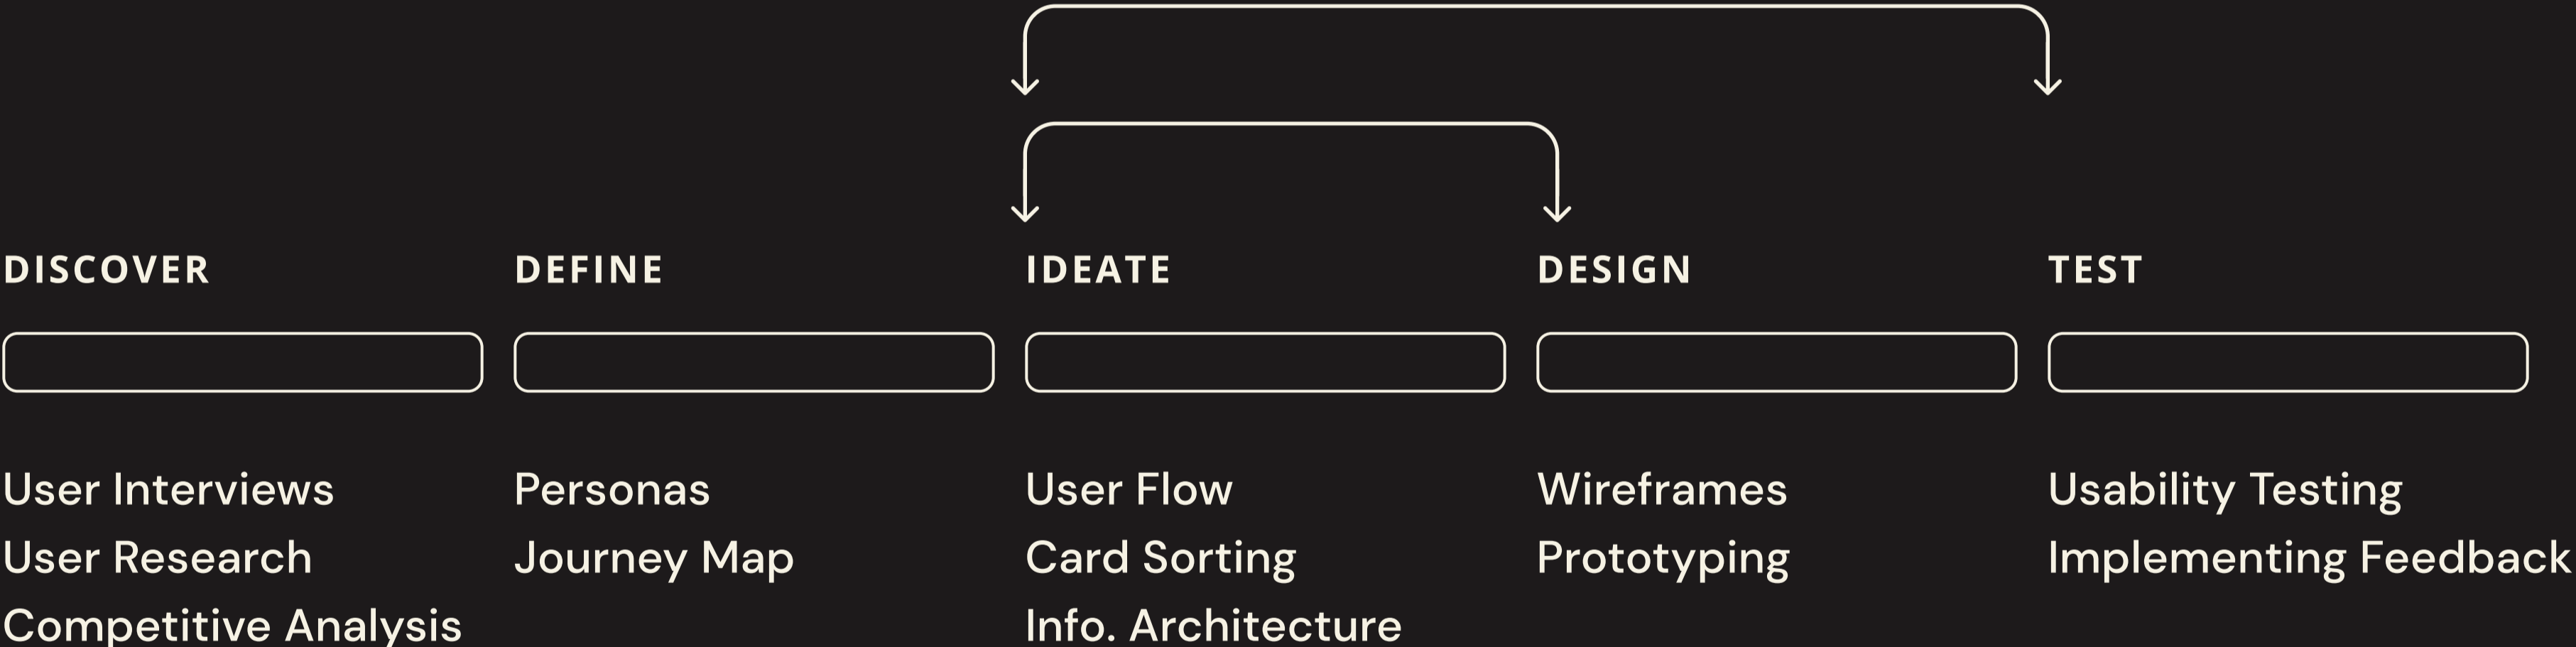 DISCOVER
DEFINE
IDEATE
DESIGN
TEST
User Interviews
User Research
Competitive Analysis
Personas
Journey Map
User Flow
Card Sorting
Info. Architecture
Wireframes
Prototyping
Usability Testing
Implementing Feedback